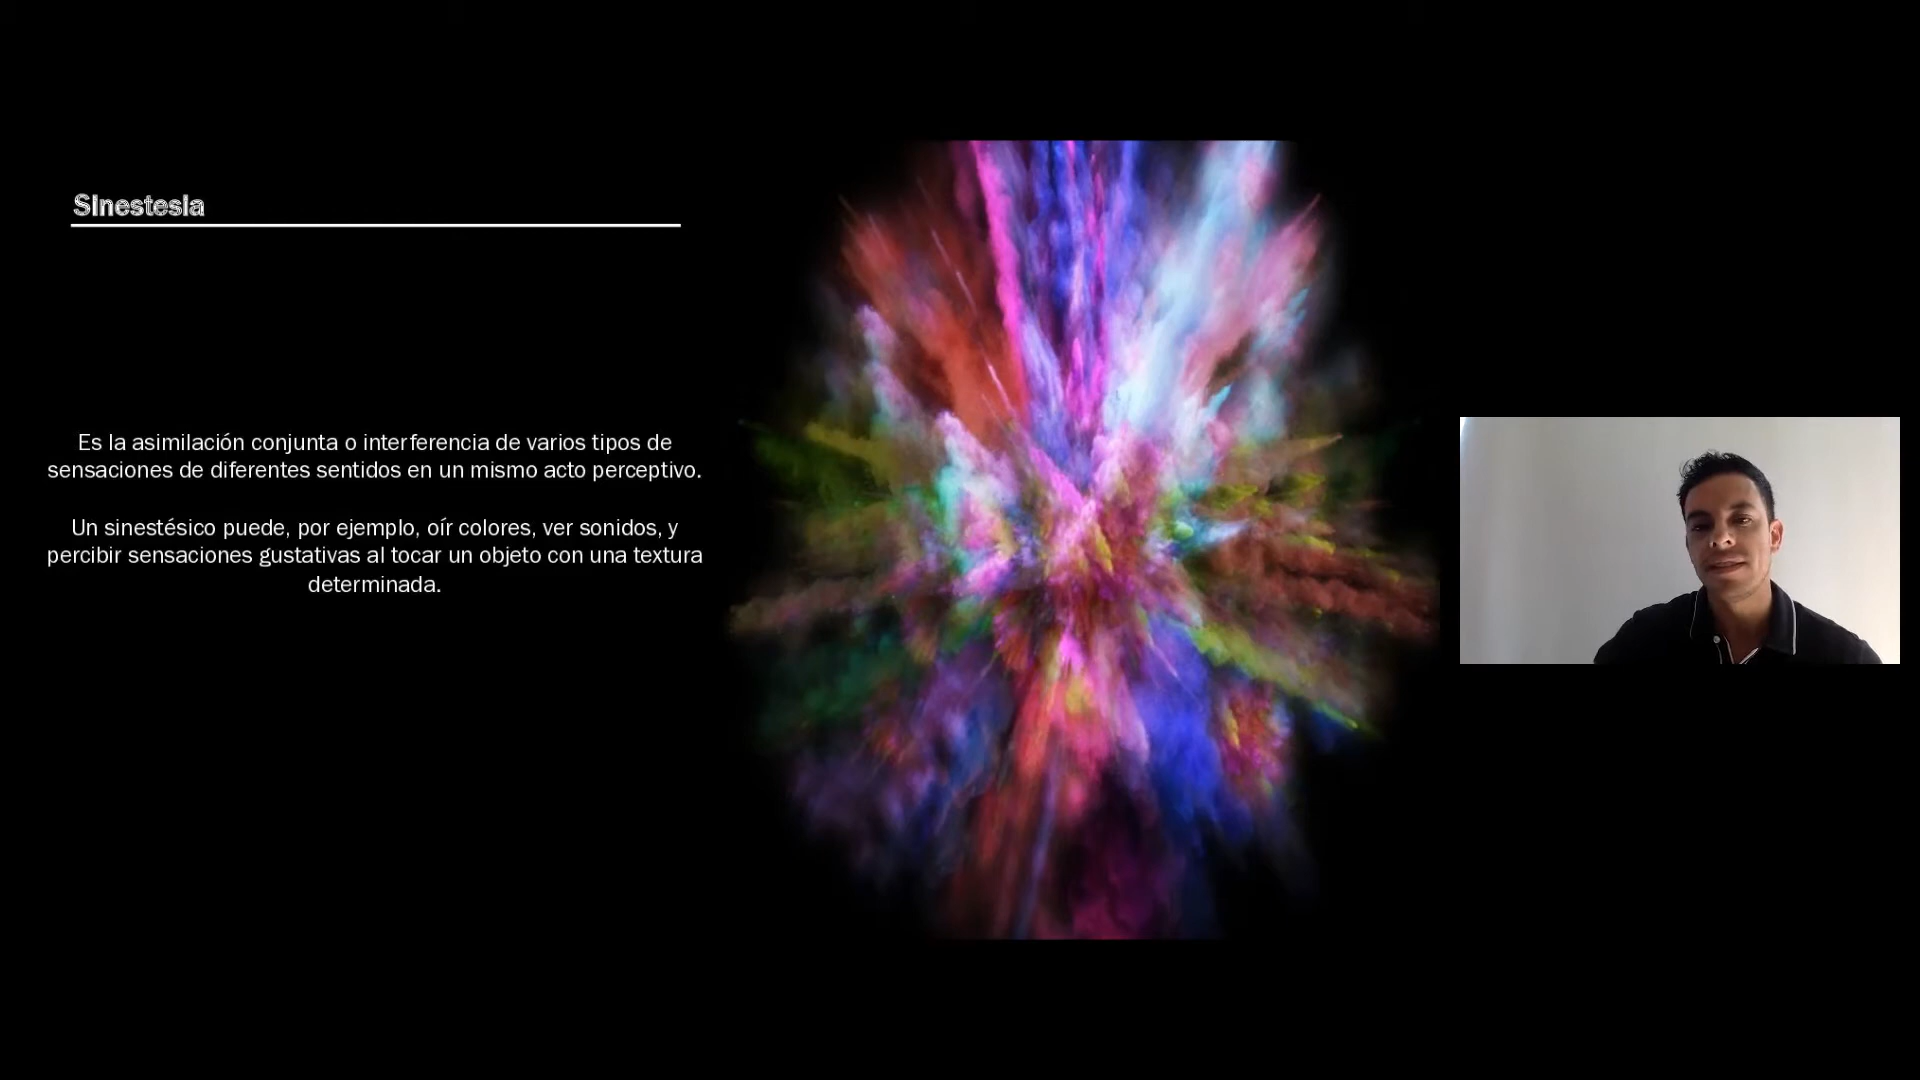 Sinestesia
Es la asimilación conjunta o interferencia de varios tipos de
sensaciones de diferentes sentidos en un mismo acto perceptivo.
Un sinestésico puede, por ejemplo, oír colores, ver sonidos, y
percibir sensaciones gustativas al tocar un objeto con una textura
determinada.